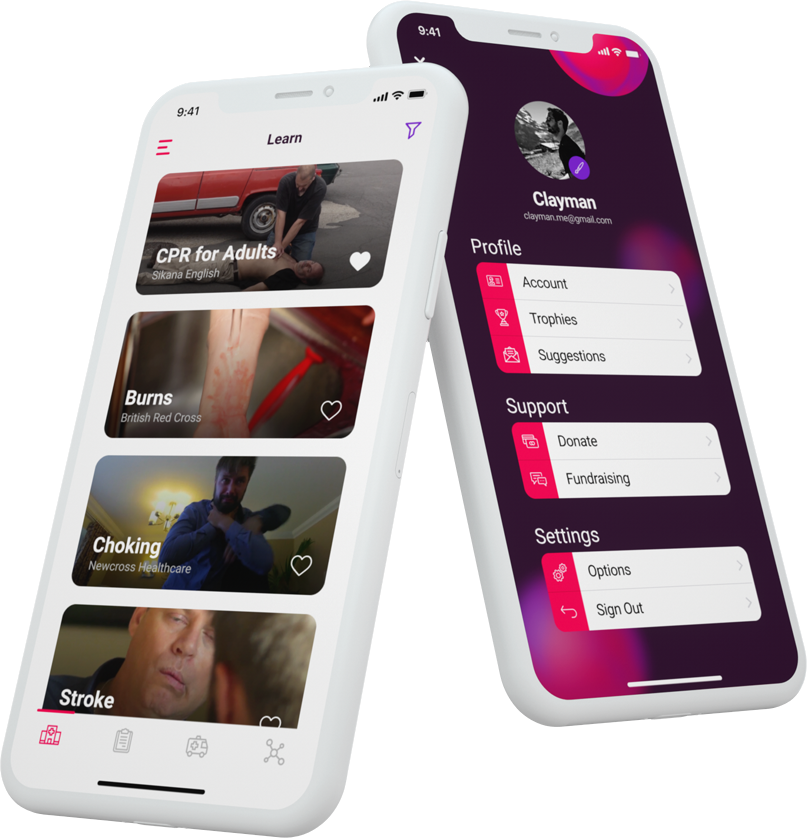 9:41
Learn
CPR for Adults
Sikana English
Burns
British Red Cross
Choking
Newcross Healthcare
Stroke
9:41
Clayman
clayman.me@gmail.com
Profile
Account
Trophies
Suggestions
Support
Donate
Fundraising
Settings
Options
Sign Out